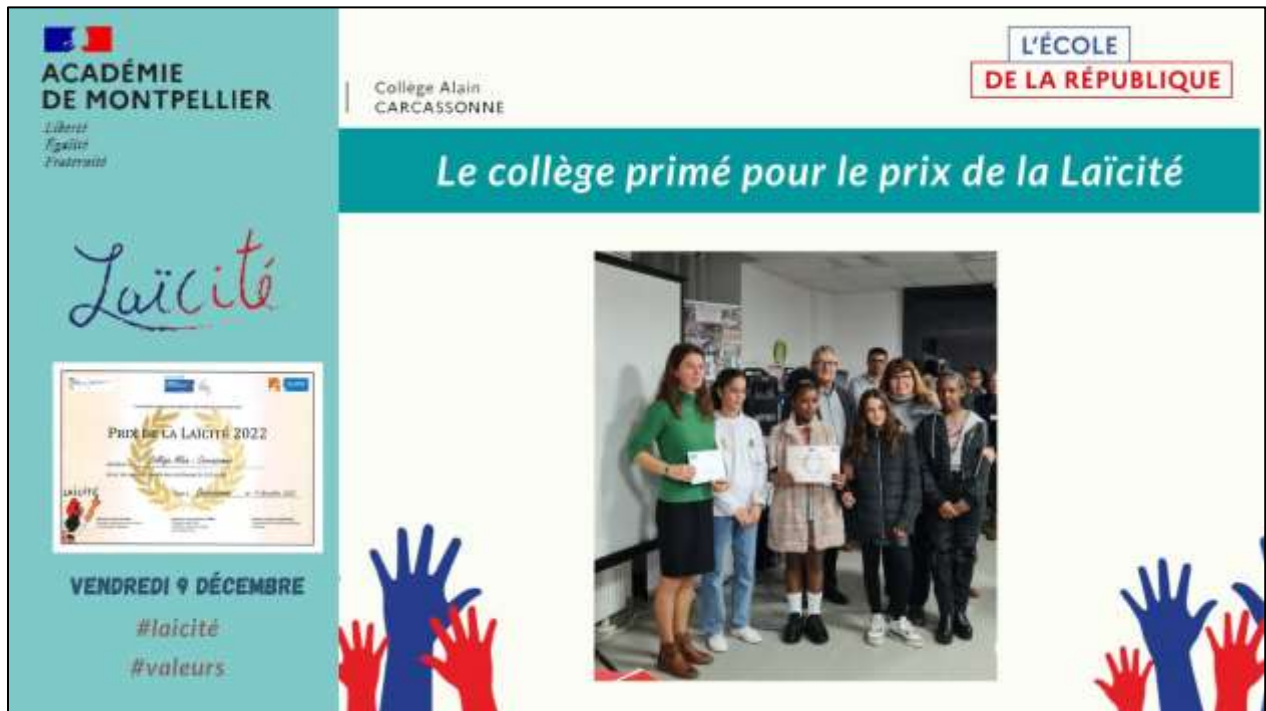 ACADÉMIE
DE MONTPELLIER
Liberté
Égalité
Fraternité
Collège Alain
CARCASSONNE
L'ÉCOLE
DE LA RÉPUBLIQUE
Le collège primé pour le prix de la Laïcité
Laïcité
PRIX DE LA LAÏCITÉ 2022
LAÏCITÉ
VENDREDI 9 DÉCEMBRE
#laicité
#valeurs